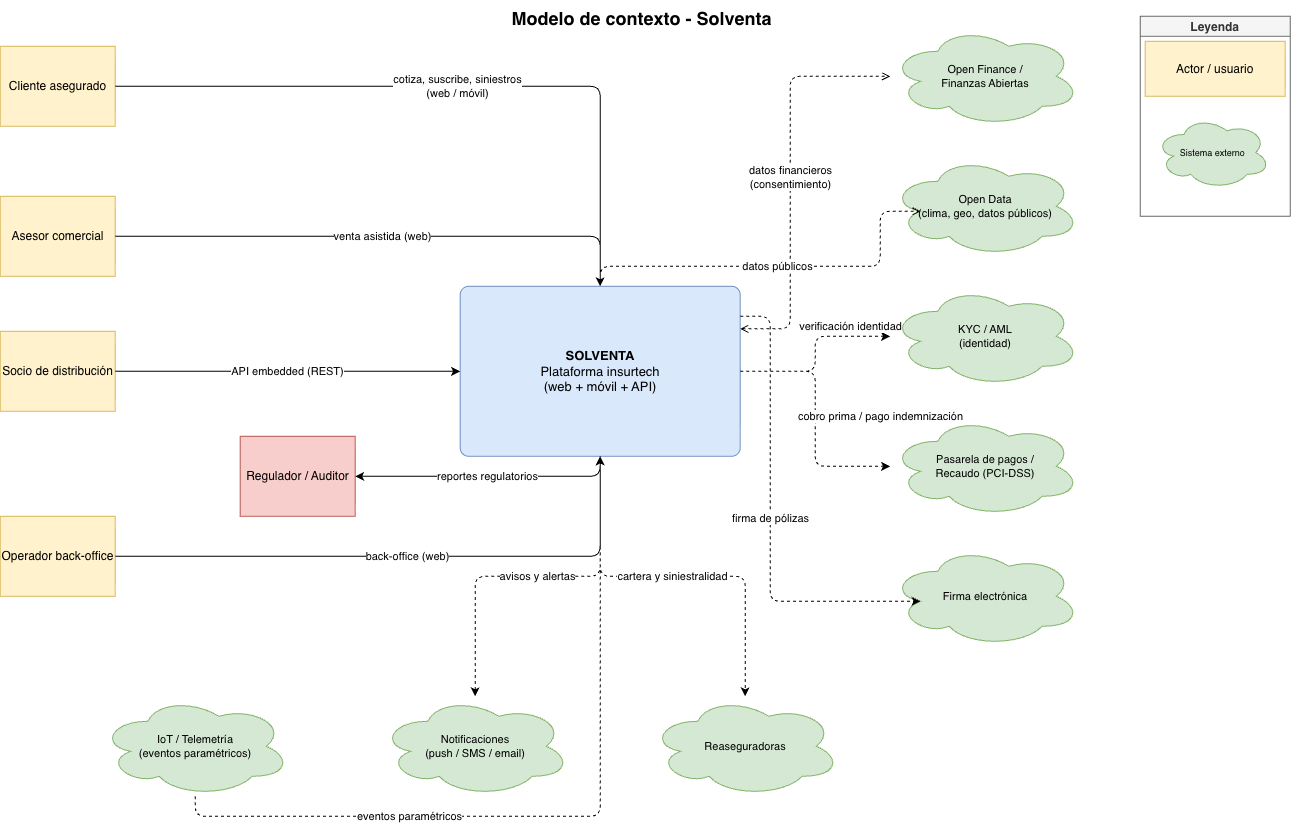 Modelo de contexto - Solventa
Leyenda
Actor / usuario
Sistema externo
Cliente asegurado
cotiza, suscribe, siniestros
(web / móvil)
Open Finance /
Finanzas Abiertas
datos financieros
(consentimiento)
Asesor comercial
venta asistida (web)
Open Data
(clima, geo, datos públicos)
datos públicos
Socio de distribución
API embedded (REST)
SOLVENTA
Plataforma insurtech
(web + móvil + API)
verificación identidad
KYC / AML
(identidad)
cobro prima / pago indemnización
Pasarela de pagos /
Recaudo (PCI-DSS)
Regulador / Auditor
reportes regulatorios
firma de pólizas
Operador back-office
back-office (web)
avisos y alertas
cartera y siniestralidad
Firma electrónica
IoT / Telemetría
(eventos paramétricos)
Notificaciones
(push / SMS / email)
Reaseguradoras
eventos paramétricos